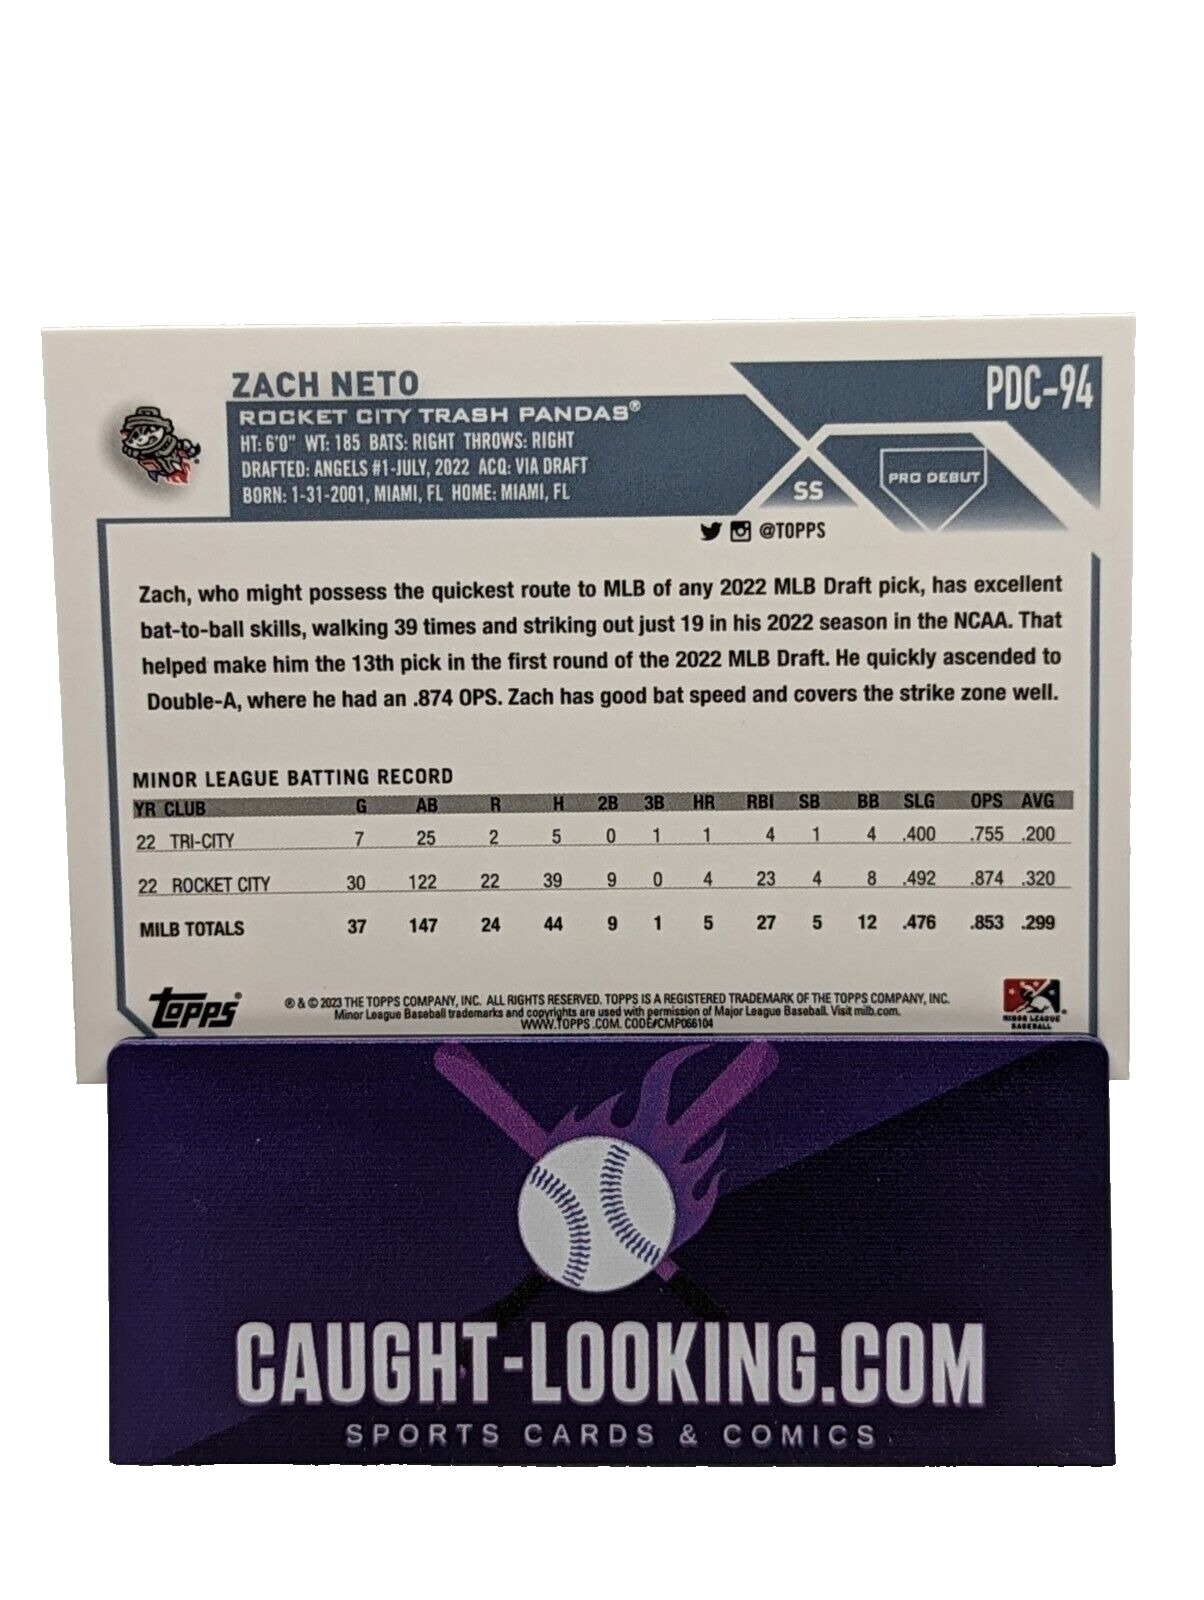 ZACH NETO
PDC-94
ROCKET CITY TRASH PANDAS®
HT: 6'0" WT: 185 BATS: RIGHT THROWS: RIGHT
DRAFTED: ANGELS #1-JULY, 2022 ACQ: VIA DRAFT
BORN: 1-31-2001, MIAMI, FL HOME: MIAMI, FL
SS
PRO DEBUT
@TOPPS
Zach, who might possess the quickest route to MLB of any 2022 MLB Draft pick, has excellent
bat-to-ball skills, walking 39 times and striking out just 19 in his 2022 season in the NCAA. That
helped make him the 13th pick in the first round of the 2022 MLB Draft. He quickly ascended to
Double-A, where he had an .874 OPS. Zach has good bat speed and covers the strike zone well.
MINOR LEAGUE BATTING RECORD
YR CLUB G AB R H 2B 3B HR RBI SB BB SLG OPS AVG
22 TRI-CITY 7 25 2 5 0 1 1 4 1 4 .400 .755 .200
22 ROCKET CITY 30 122 22 39 9 0 4 23 4 8 .492 .874 .320
MILB TOTALS 37 147 24 44 9 1 5 27 5 12 .476 .853 .299
topps®
® & © 2023 THE TOPPS COMPANY, INC. ALL RIGHTS RESERVED. TOPPS IS A REGISTERED TRADEMARK OF THE TOPPS COMPANY, INC.
Minor League Baseball trademarks and copyrights are used with permission of Major League Baseball. Visit milb.com.
WWW.TOPPS.COM. CODE#CMP066104
MINOR LEAGUE
BASEBALL
CAUGHT-LOOKING.COM
SPORTS CARDS & COMICS